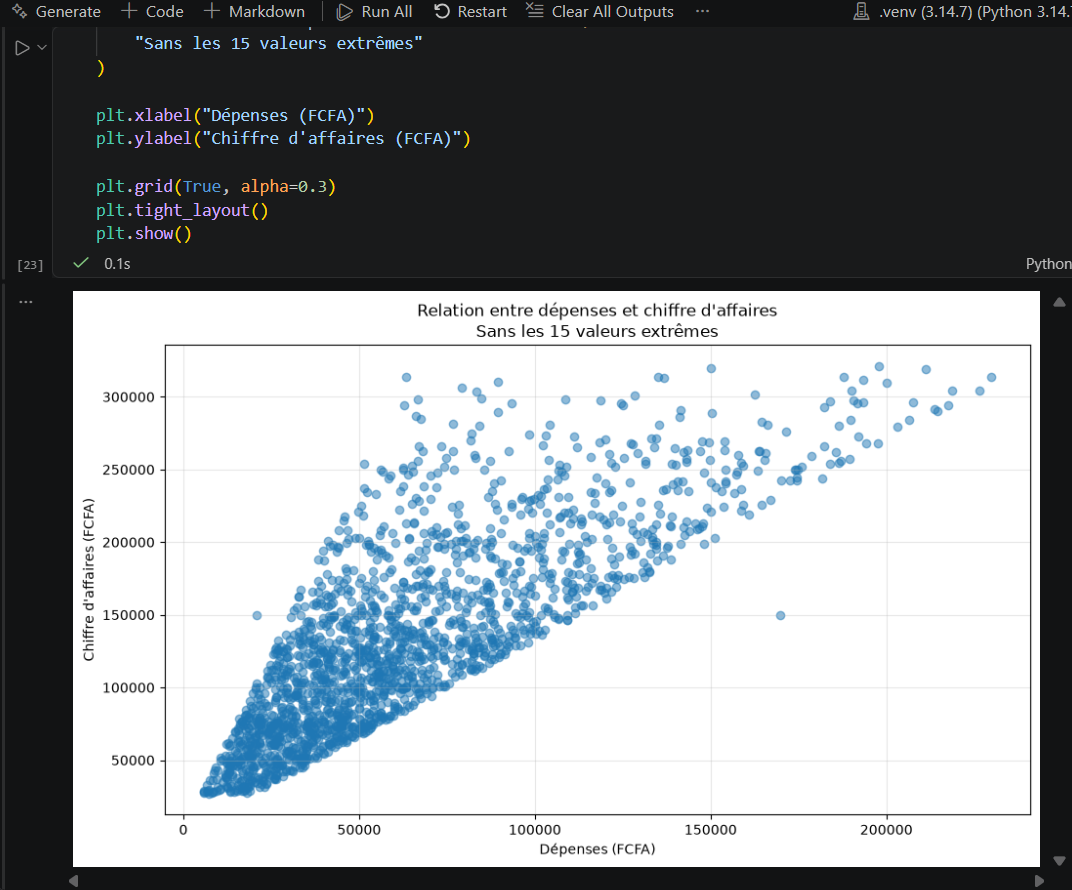 Generate + Code + Markdown Run All Restart Clear All Outputs ... .venv (3.14.7) (Python 3.14.
"Sans les 15 valeurs extrêmes"
)
plt.xlabel("Dépenses (FCFA)")
plt.ylabel("Chiffre d'affaires (FCFA)")
plt.grid(True, alpha=0.3)
plt.tight_layout()
plt.show()
[23] 0.1s Python
...
Relation entre dépenses et chiffre d'affaires
Sans les 15 valeurs extrêmes
Chiffre d'affaires (FCFA)
300000
250000
200000
150000
100000
50000
0 50000 100000 150000 200000
Dépenses (FCFA)